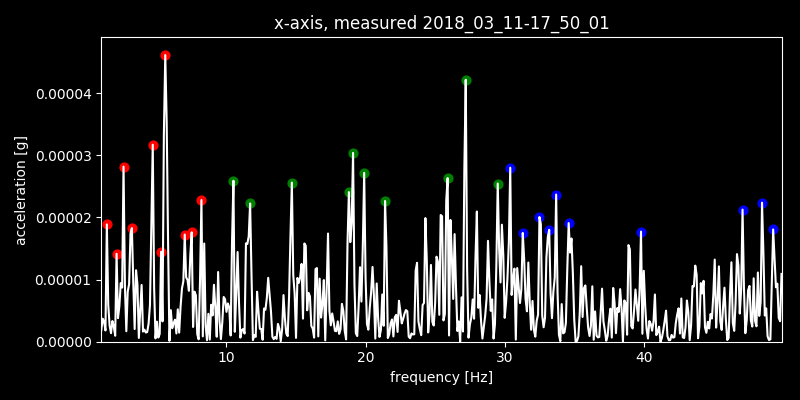 x-axis, measured 2018_03_11-17_50_01
acceleration [g]
0.00004
0.00003
0.00002
0.00001
0.00000
10 20 30 40
frequency [Hz]